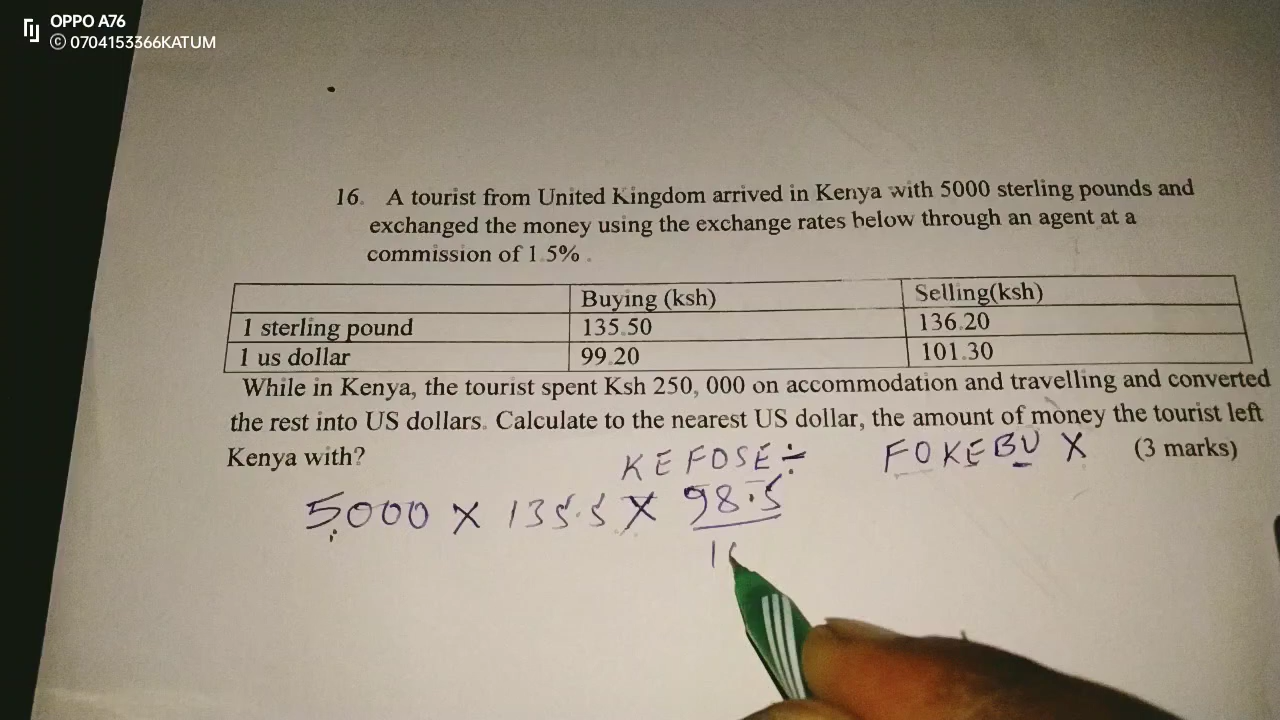 OPPO A76
© 0704153366KATUM
16. A tourist from United Kingdom arrived in Kenya with 5000 sterling pounds and
exchanged the money using the exchange rates below through an agent at a
commission of 1.5% .
Buying (ksh) Selling(ksh)
1 sterling pound 135.50 136.20
1 us dollar 99.20 101.30
While in Kenya, the tourist spent Ksh 250, 000 on accommodation and travelling and converted
the rest into US dollars. Calculate to the nearest US dollar, the amount of money the tourist left
Kenya with? (3 marks)
KEFOSE ÷ FOKEBU X
5000 X 135.5 X 98.5